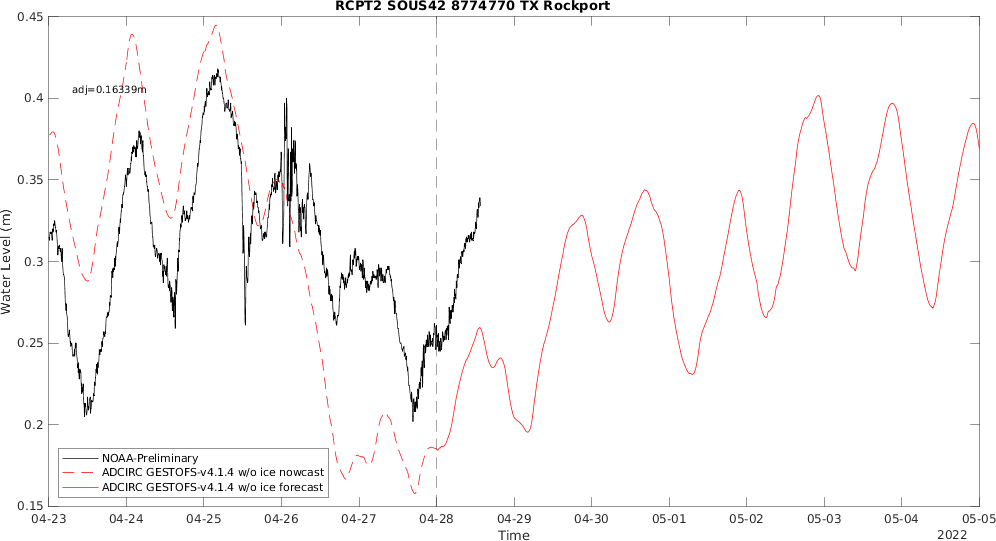 RCPT2 SOUS42 8774770 TX Rockport
0.45
adj=0.16339m
0.4
0.35
0.3
0.25
0.2
0.15
Water Level (m)
NOAA-Preliminary
ADCIRC GESTOFS-v4.1.4 w/o ice nowcast
ADCIRC GESTOFS-v4.1.4 w/o ice forecast
04-23 04-24 04-25 04-26 04-27 04-28 04-29 04-30 05-01 05-02 05-03 05-04 05-05
Time
2022